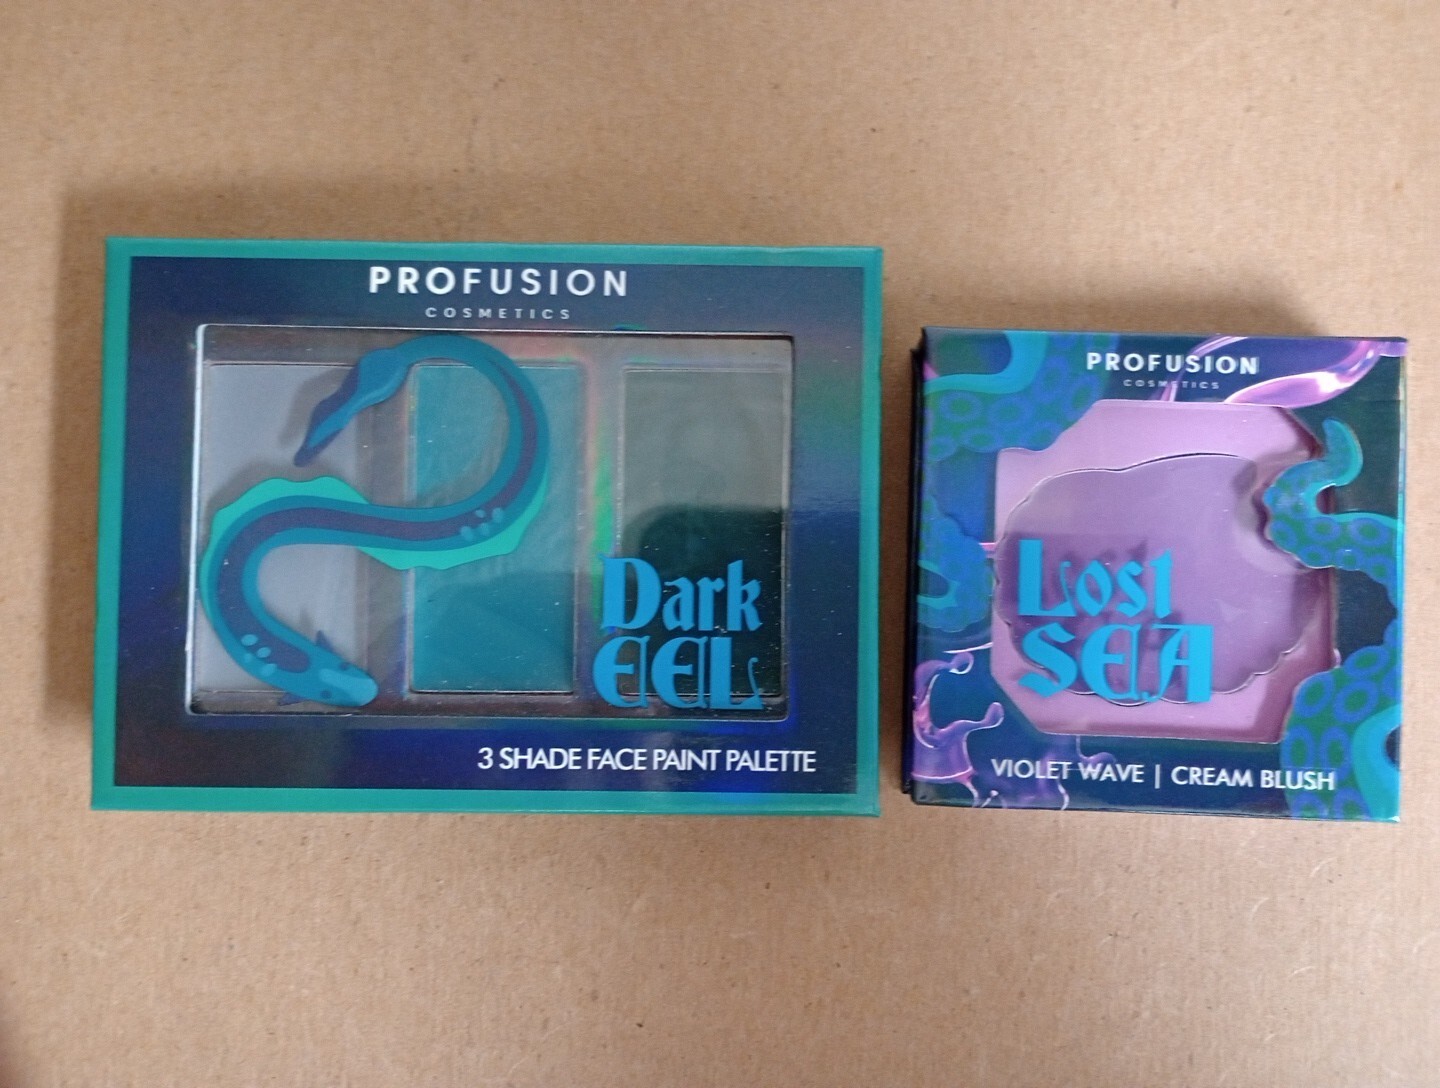 PROFUSION
COSMETICS
Dark
EEL
3 SHADE FACE PAINT PALETTE
PROFUSION
COSMETICS
Lost
SEA
VIOLET WAVE | CREAM BLUSH